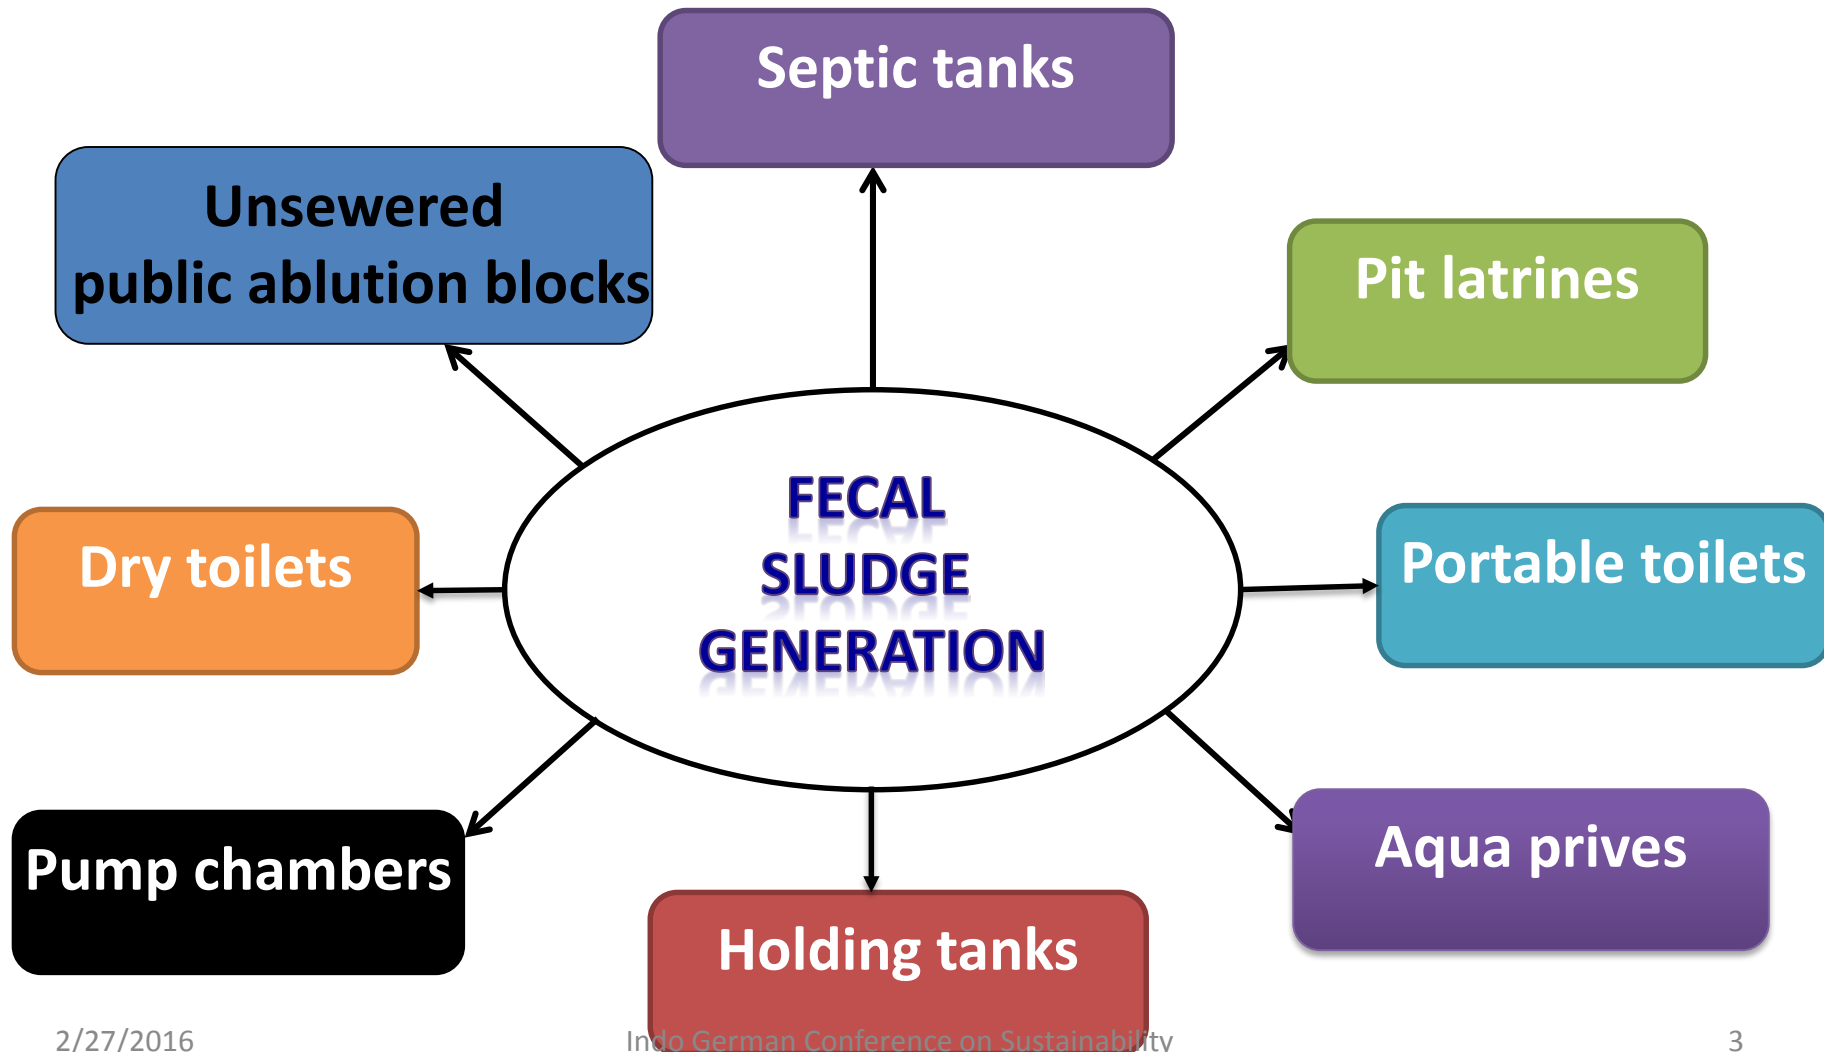 Septic tanks
Unsewered
public ablution blocks
Pit latrines
FECAL
SLUDGE
GENERATION
Dry toilets
Portable toilets
Pump chambers
Aqua prives
Holding tanks
2/27/2016
Indo German Conference on Sustainability
3